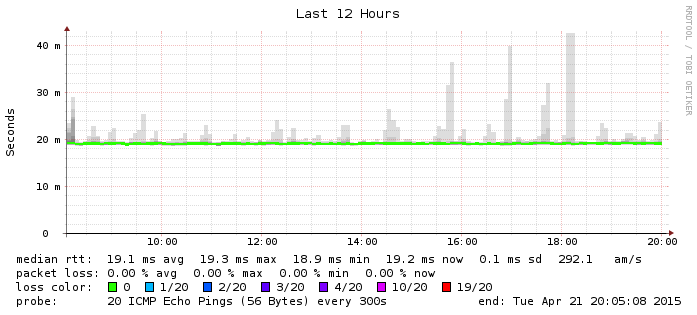 Last 12 Hours
RRDTOOL / TOBI OETIKER
Seconds
40 m
30 m
20 m
10 m
0
10:00 12:00 14:00 16:00 18:00 20:00
median rtt: 19.1 ms avg 19.3 ms max 18.9 ms min 19.2 ms now 0.1 ms sd 292.1 am/s
packet loss: 0.00 % avg 0.00 % max 0.00 % min 0.00 % now
loss color: 0 1/20 2/20 3/20 4/20 10/20 19/20
probe: 20 ICMP Echo Pings (56 Bytes) every 300s end: Tue Apr 21 20:05:08 2015